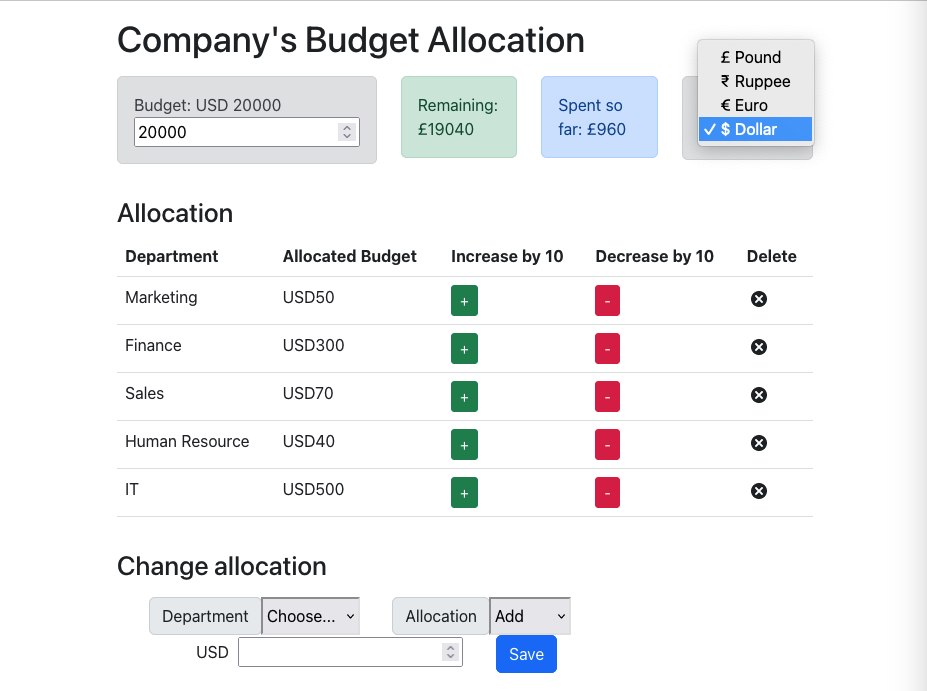 Company's Budget Allocation
£ Pound
₹ Ruppee
€ Euro
✓ $ Dollar
Budget: USD 20000
20000
Remaining:
£19040
Spent so
far: £960
Allocation
Department Allocated Budget Increase by 10 Decrease by 10 Delete
Marketing USD50 + -
Finance USD300 + -
Sales USD70 + -
Human Resource USD40 + -
IT USD500 + -
Change allocation
Department Choose... Allocation Add
USD Save